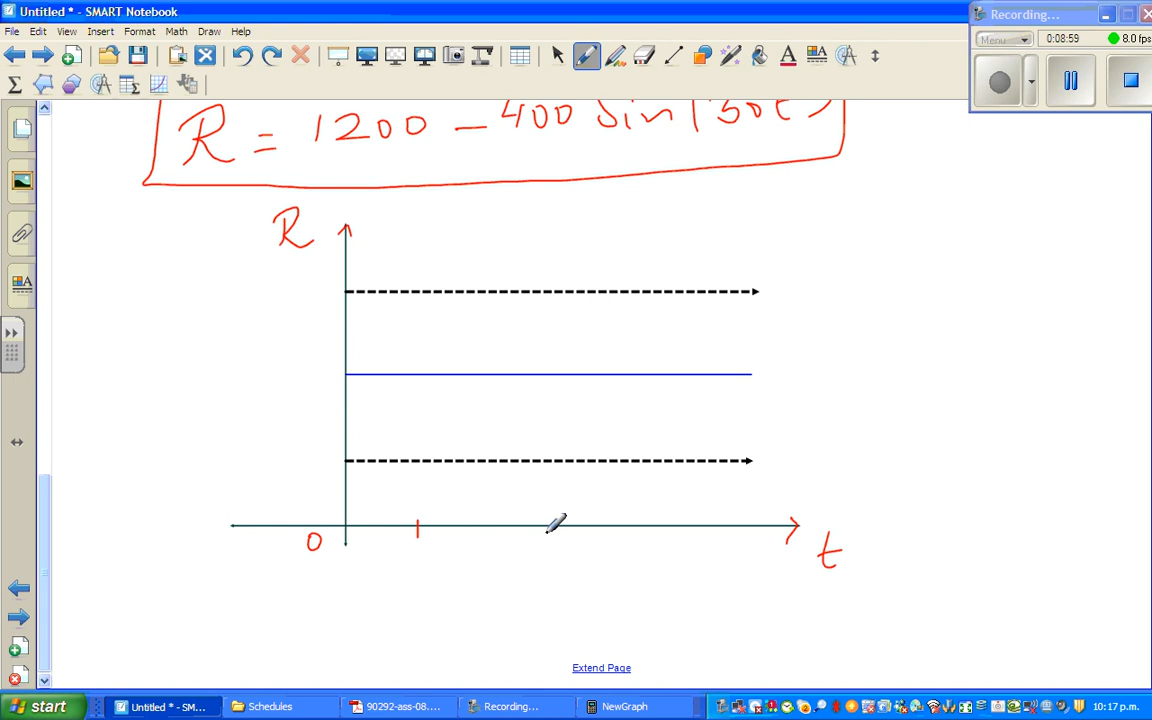 Untitled * - SMART Notebook
Recording...
File Edit View Insert Format Math Draw Help
Menu
0:08:59
8.0 fps
R = 1200 - 400 Sin (30t)
R
0
t
Extend Page
start
Untitled * - SM...
Schedules
90292-ass-08....
Recording...
NewGraph
10:17 p.m.